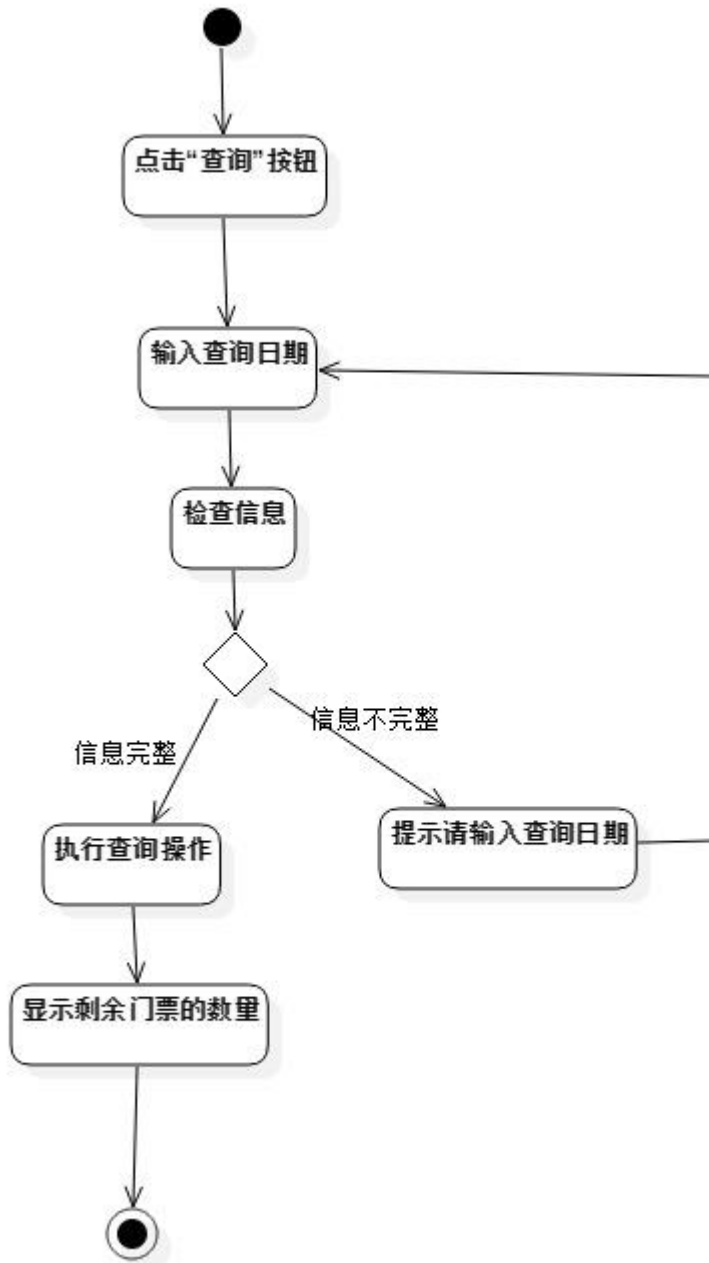 点击“查询”按钮
输入查询日期
检查信息
信息不完整
信息完整
提示请输入查询日期
执行查询操作
显示剩余门票的数量